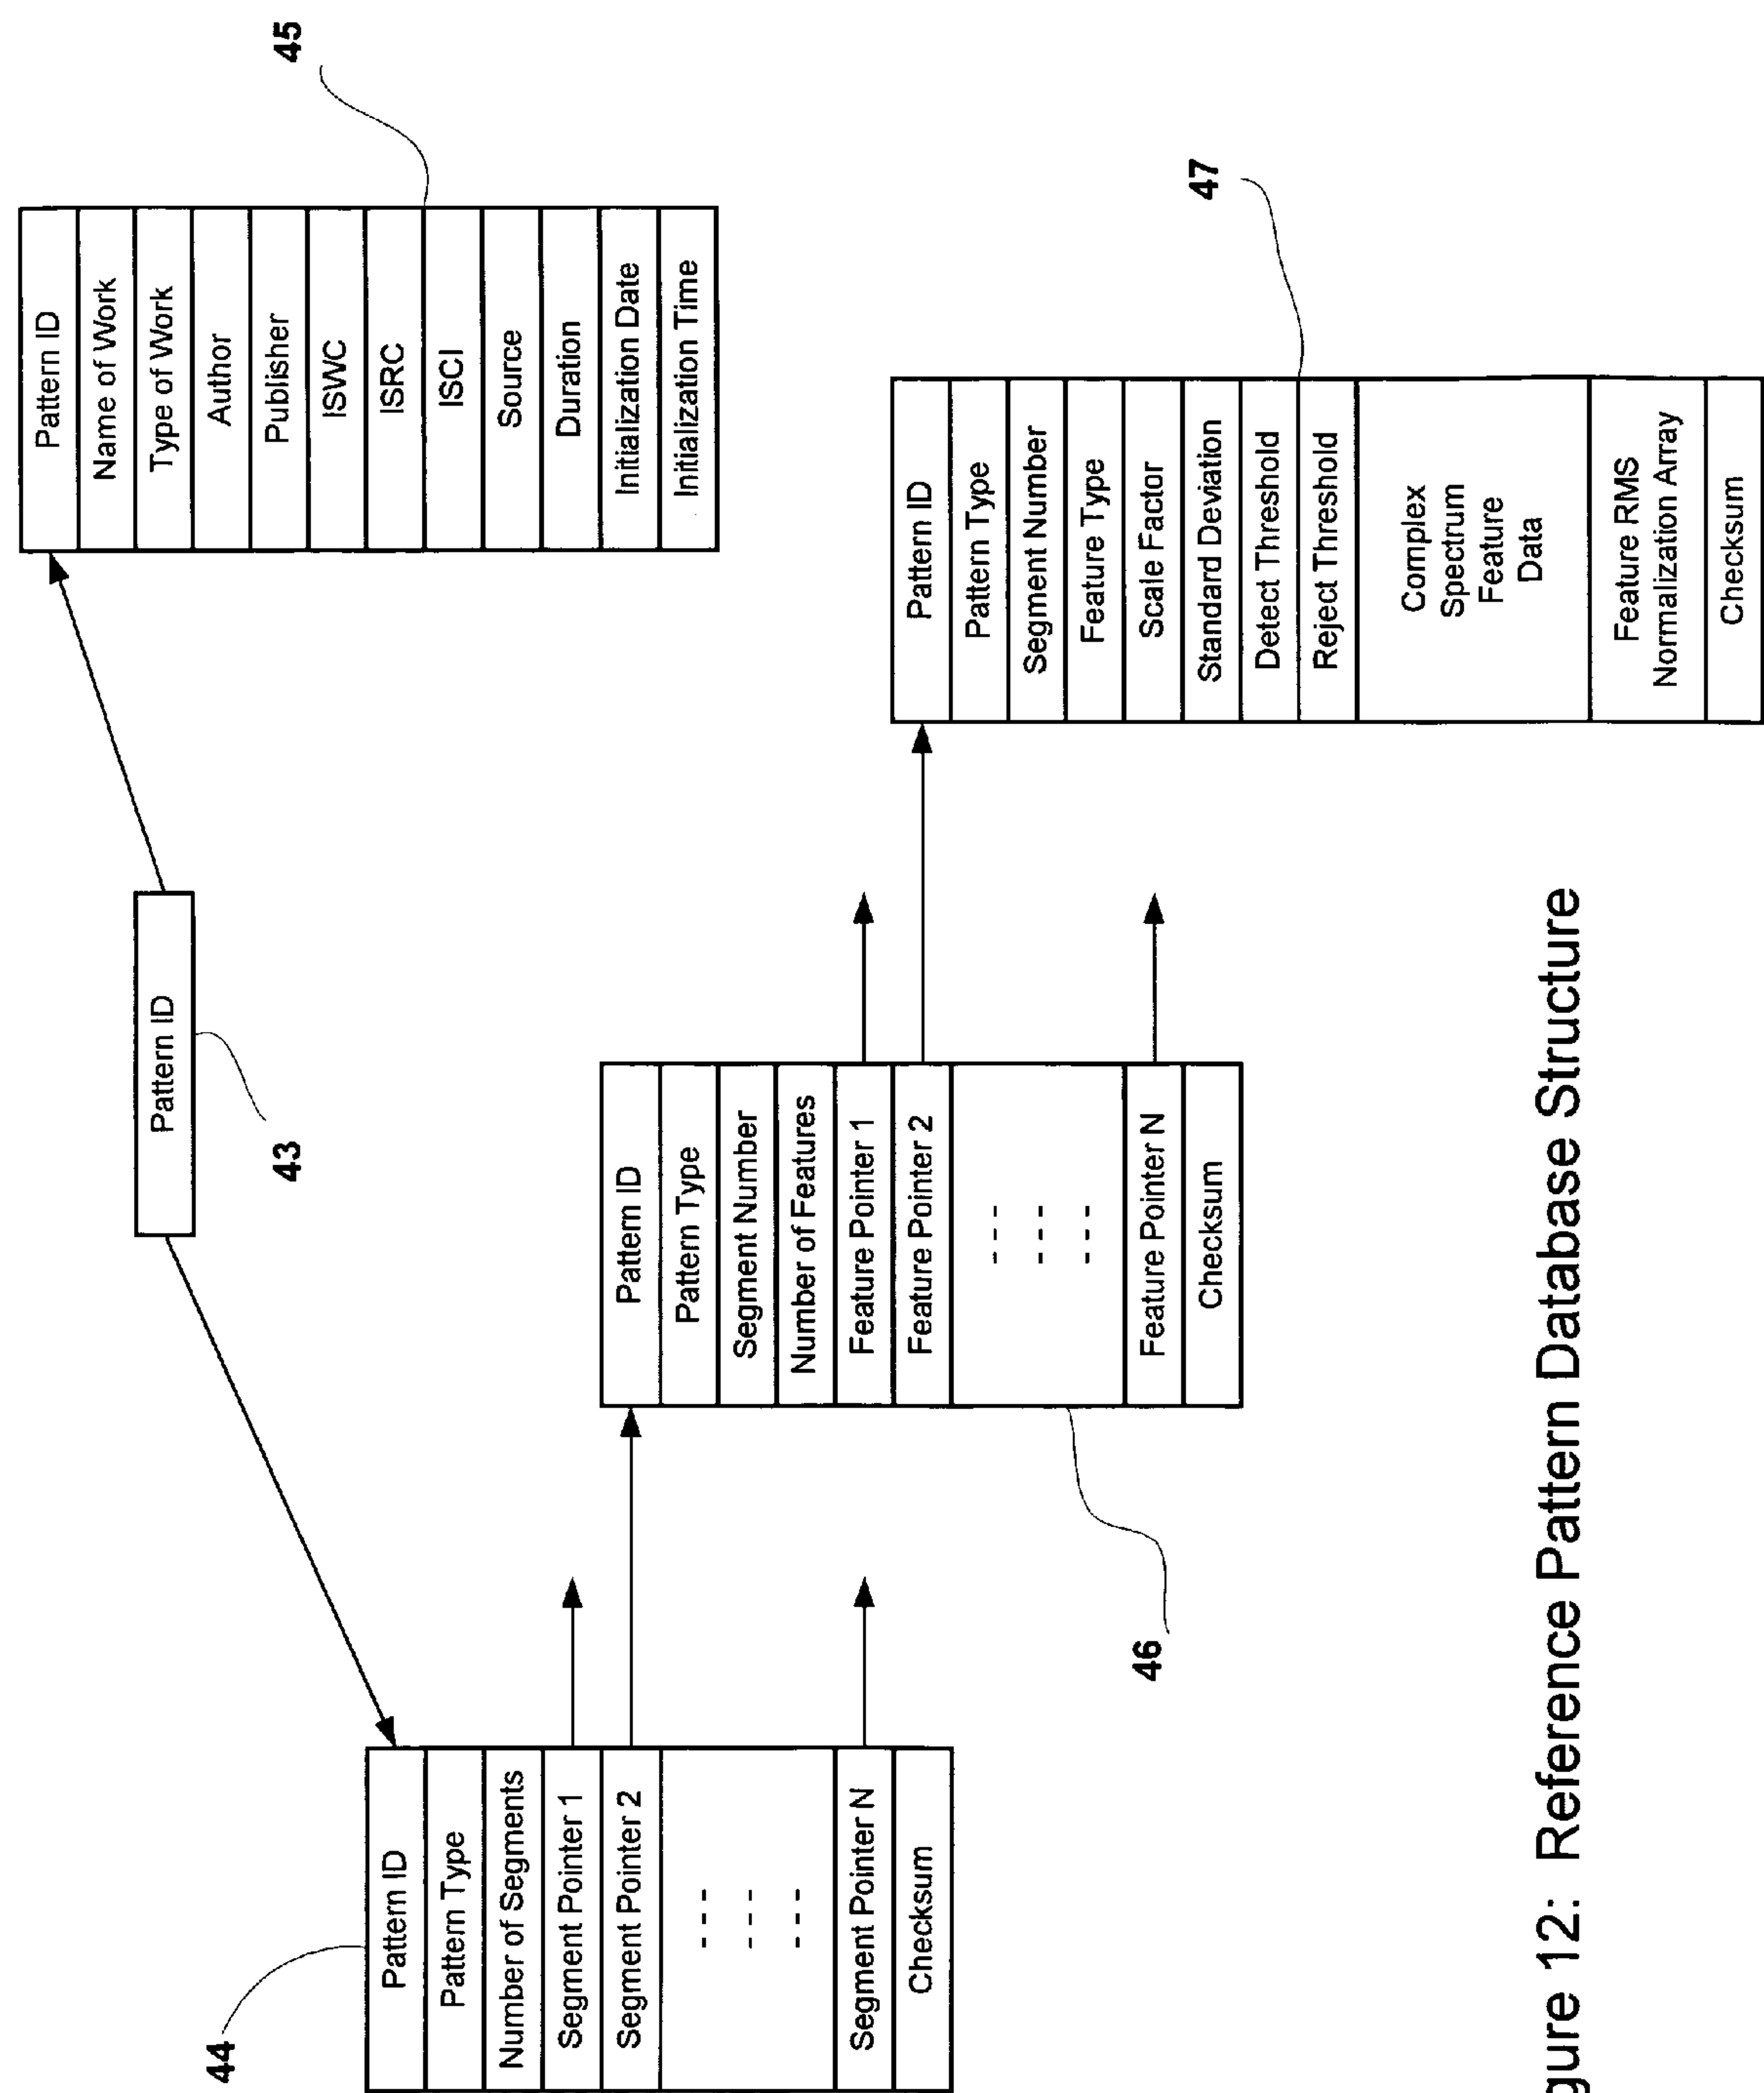 Pattern ID
43
45
Pattern ID
Name of Work
Type of Work
Author
Publisher
ISWC
ISRC
ISCI
Source
Duration
Initialization Date
Initialization Time
44
Pattern ID
Pattern Type
Number of Segments
Segment Pointer 1
Segment Pointer 2
- - -
- - -
- - -
Segment Pointer N
Checksum
46
Pattern ID
Pattern Type
Segment Number
Number of Features
Feature Pointer 1
Feature Pointer 2
- - -
- - -
- - -
Feature Pointer N
Checksum
47
Pattern ID
Pattern Type
Segment Number
Feature Type
Scale Factor
Standard Deviation
Detect Threshold
Reject Threshold
Complex
Spectrum
Feature
Data
Feature RMS
Normalization Array
Checksum
gure 12: Reference Pattern Database Structure